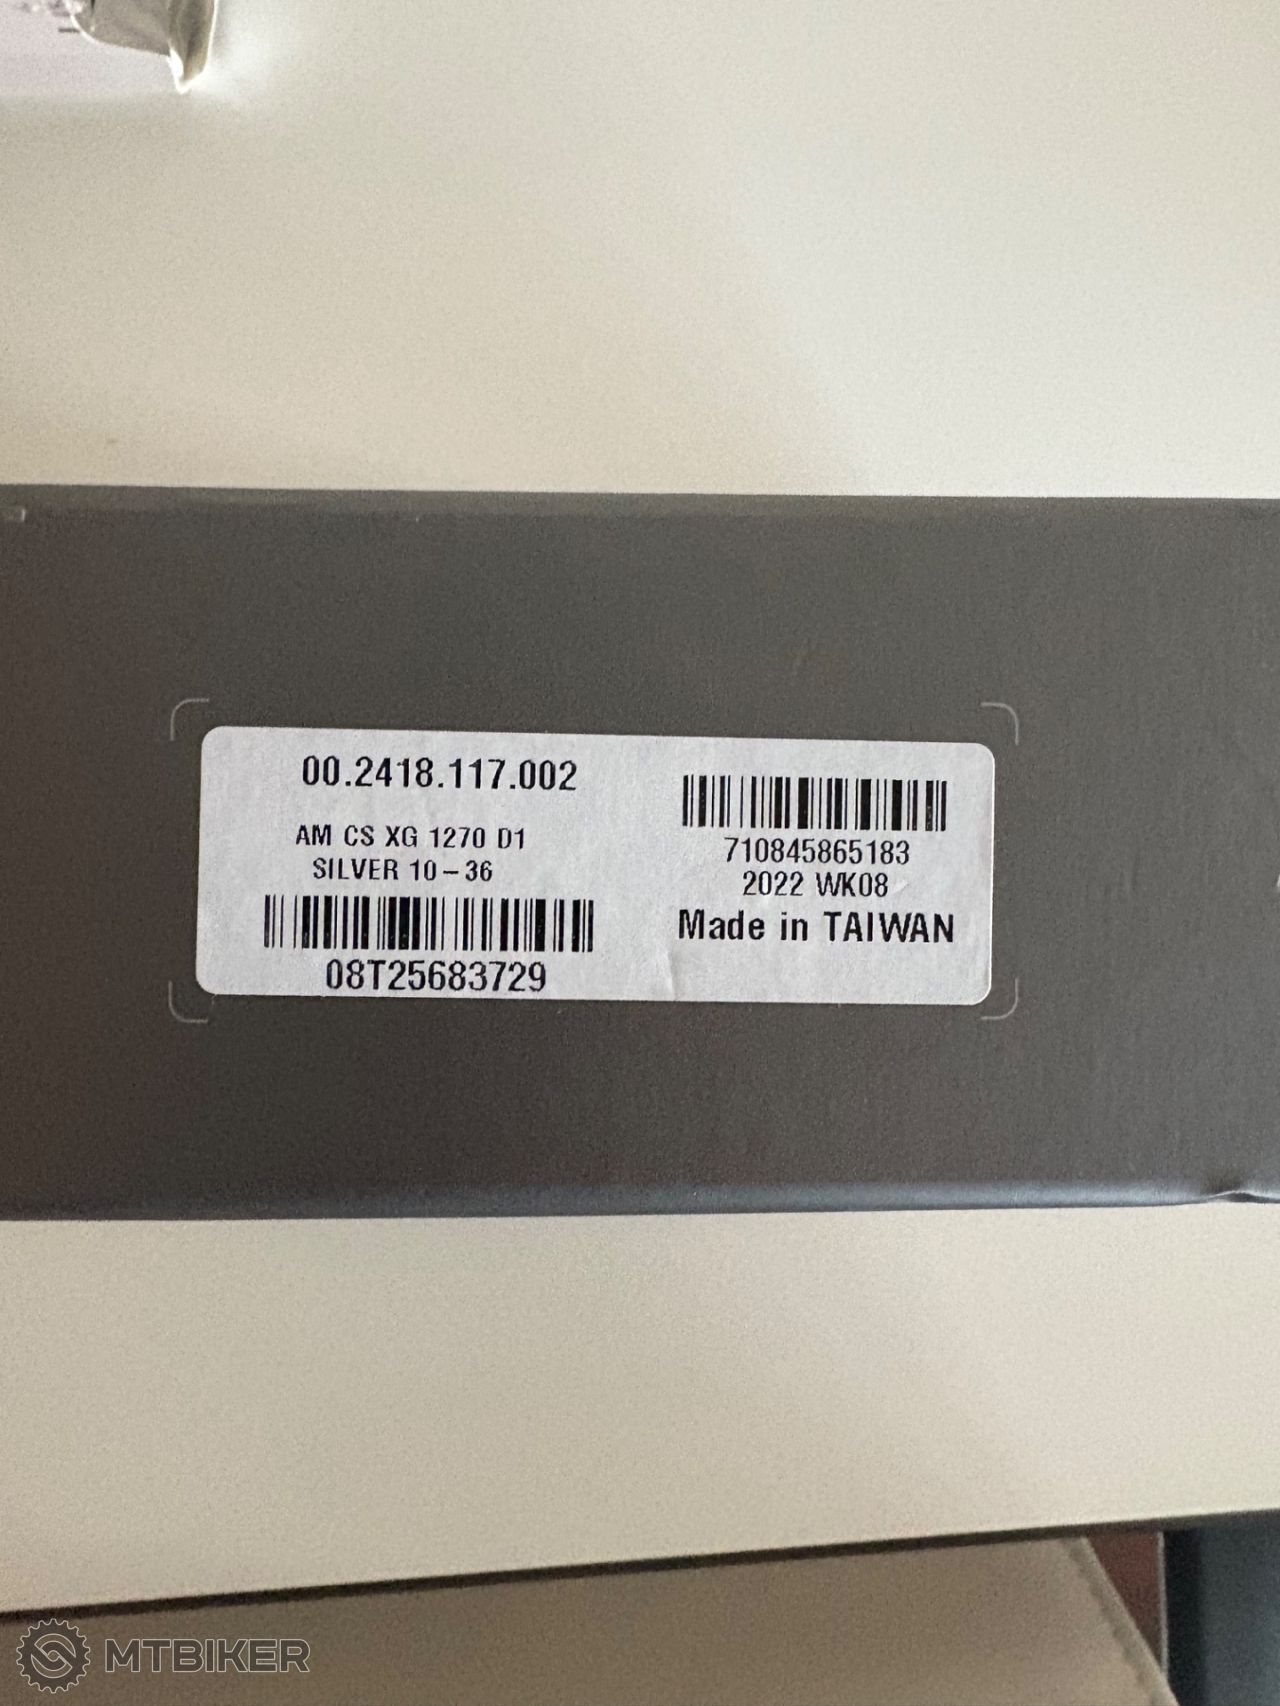 00.2418.117.002
AM CS XG 1270 D1
SILVER 10-36
08T25683729
710845865183
2022 WK08
Made in TAIWAN
MTBIKER